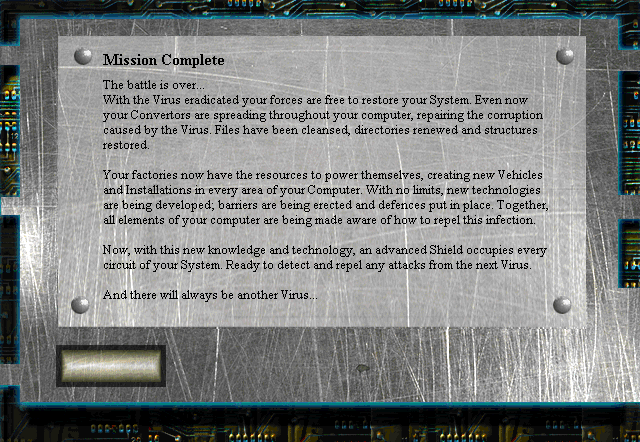 Mission Complete
The battle is over...
With the Virus eradicated your forces are free to restore your System. Even now
your Convertors are spreading throughout your computer, repairing the corruption
caused by the Virus. Files have been cleansed, directories renewed and structures
restored.
Your factories now have the resources to power themselves, creating new Vehicles
and Installations in every area of your Computer. With no limits, new technologies
are being developed; barriers are being erected and defences put in place. Together,
all elements of your computer are being made aware of how to repel this infection.
Now, with this new knowledge and technology, an advanced Shield occupies every
circuit of your System. Ready to detect and repel any attacks from the next Virus.
And there will always be another Virus...